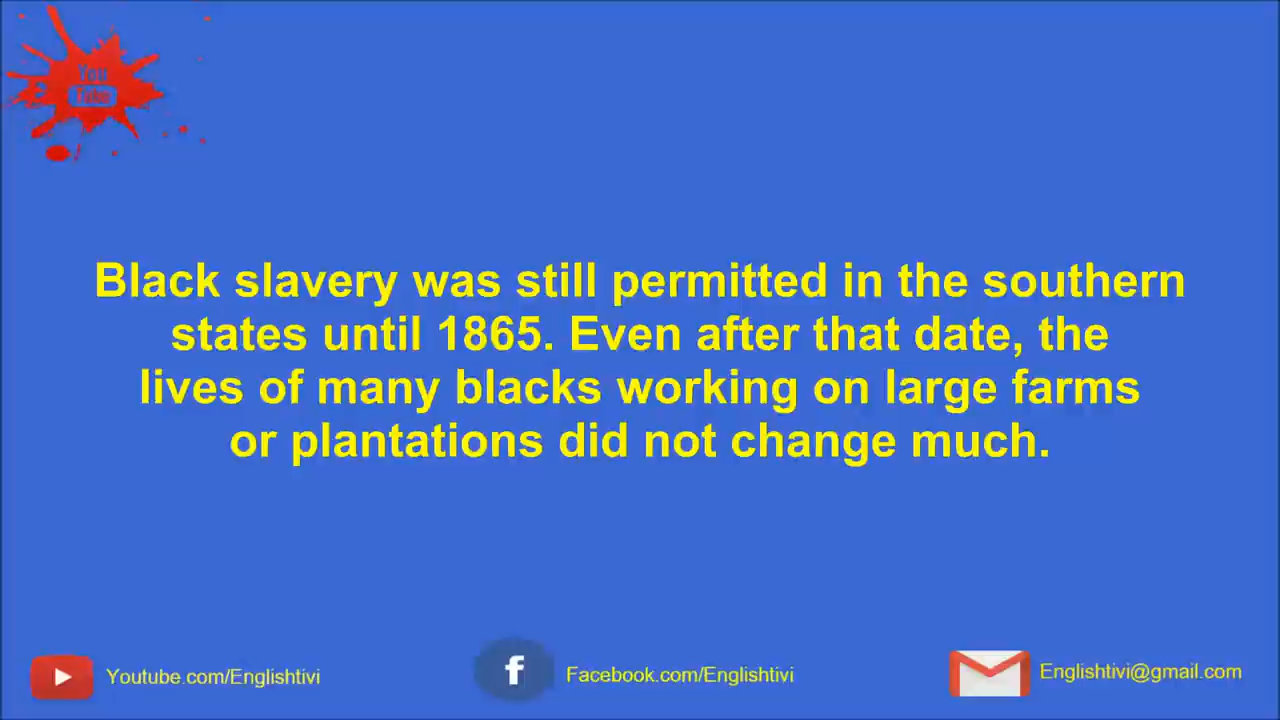 You
Tube
Black slavery was still permitted in the southern
states until 1865. Even after that date, the
lives of many blacks working on large farms
or plantations did not change much.
Youtube.com/Englishtivi
f
Facebook.com/Englishtivi
Englishtivi@gmail.com